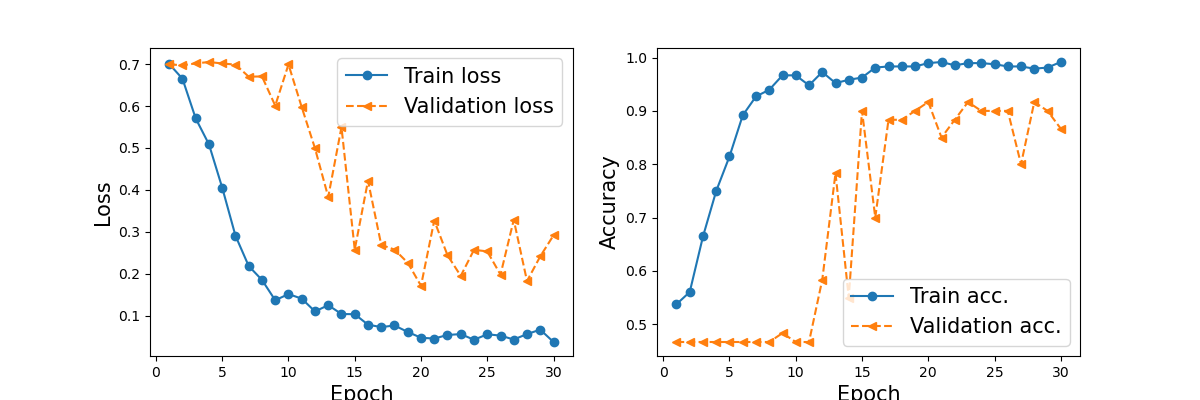 0.7
0.6
0.5
0.4
0.3
0.2
0.1
Loss
0 5 10 15 20 25 30
Epoch
Train loss
Validation loss
1.0
0.9
0.8
0.7
0.6
0.5
Accuracy
0 5 10 15 20 25 30
Epoch
Train acc.
Validation acc.